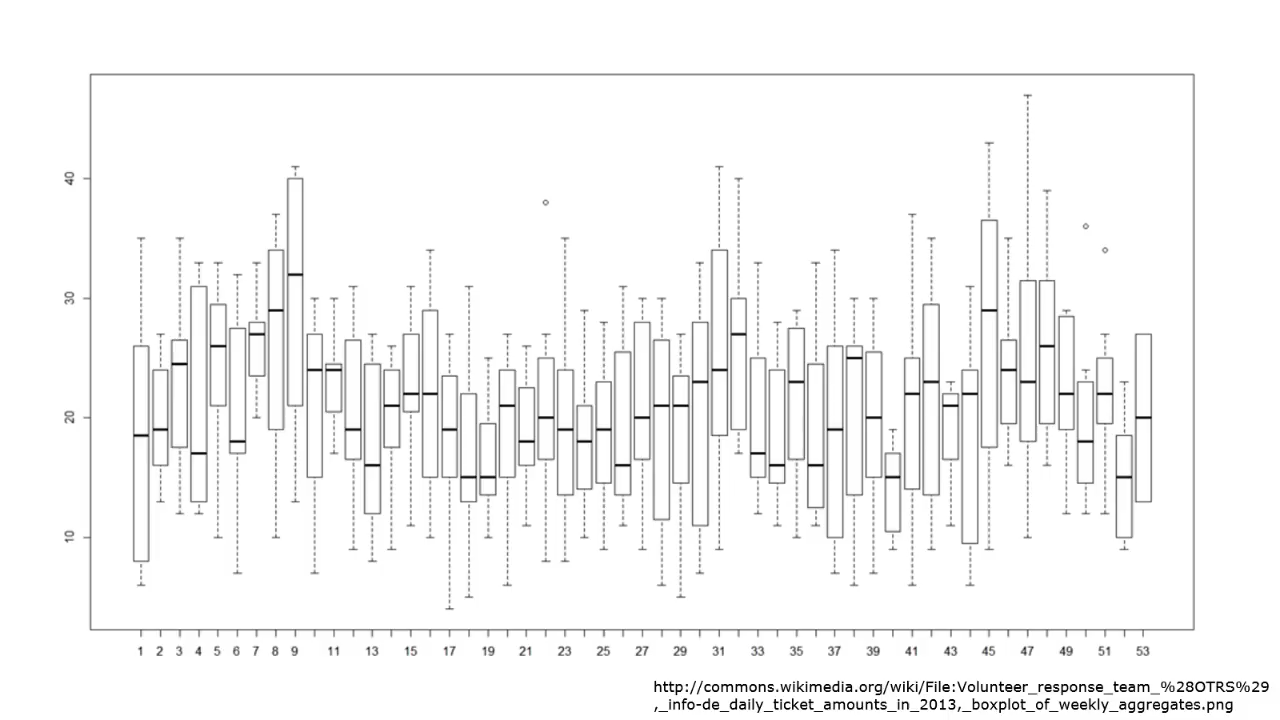 40
30
20
10
1 2 3 4 5 6 7 8 9 11 13 15 17 19 21 23 25 27 29 31 33 35 37 39 41 43 45 47 49 51 53
http://commons.wikimedia.org/wiki/File:Volunteer_response_team_%28OTRS%29
,_info-de_daily_ticket_amounts_in_2013,_boxplot_of_weekly_aggregates.png